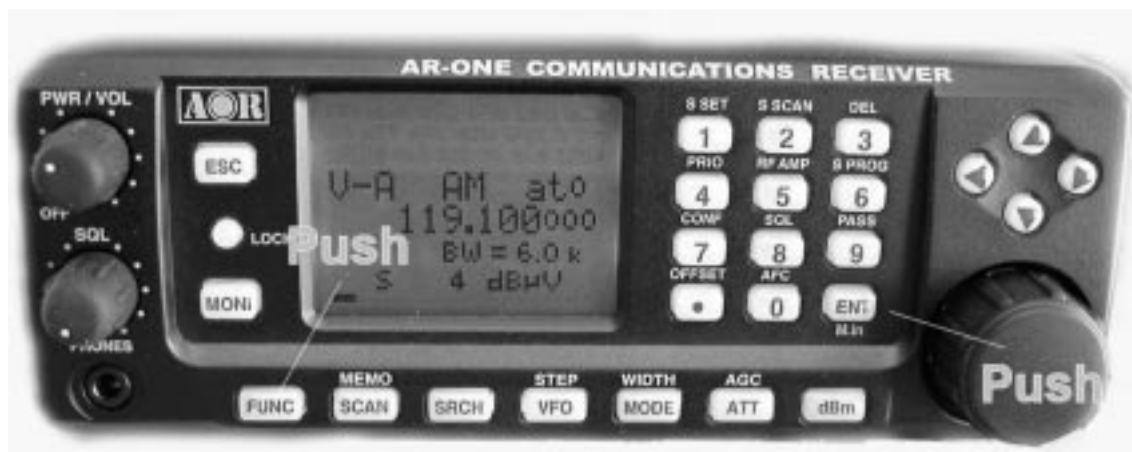 AR-ONE COMMUNICATIONS RECEIVER
PWR / VOL
AOR
OFF
ESC
LOCK
SQL
MONi
PHONES
V-A AM ato
119.100000
BW = 6.0 k
S 4 dBµV
Push
S SET S SCAN DEL
1 2 3
PRIO RF AMP S PROG
4 5 6
CONF SQL PASS
7 8 9
OFFSET AFC
• 0 ENT
M.in
Push
MEMO STEP WIDTH AGC
FUNC SCAN SRCH VFO MODE ATT dBm